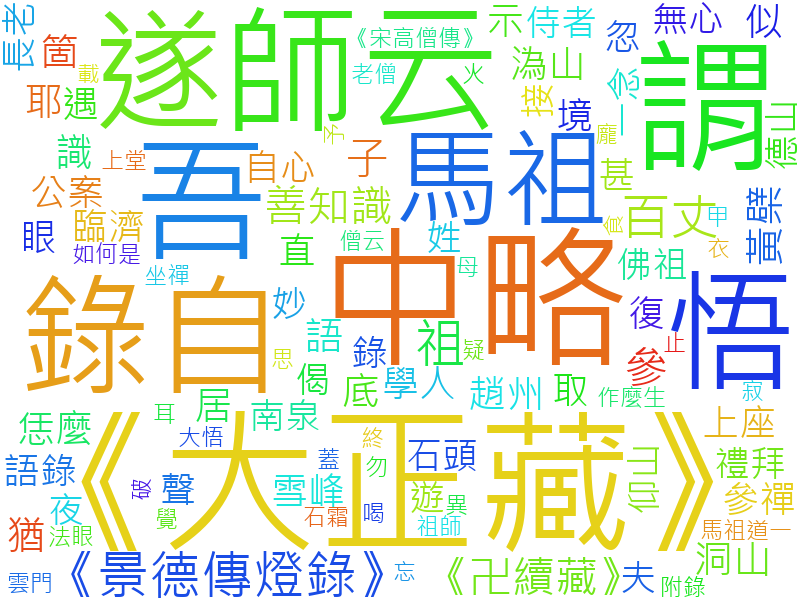 長老
箇
載
耶
遇
遂
師
云
《宋高僧傳》
老僧
火
示
侍者
潙山
忽
無心
似
接
一念
境
龐
謂
德山
識
上堂
予
吾
自心
子
馬祖
甚
善知識
公案
臨濟
眼
如何是
坐禪
直
僧云
姓
母
百丈
食
甲
衣
黃檗
佛祖
錄
自
中略
悟
妙
語
思
偈
錄
祖
疑
復
參
止
恁麼
耳
居
南泉
底
學人
趙州
取
作麼生
寂
上座
《大正藏》
大悟
終
語錄
夜
法眼
猶
破
聲
覺
雪峰
蓋
石霜
勿
喝
石頭
遊
異
祖師
仰山
禮拜
參禪
馬祖道一
洞山
雲門
《景德傳燈錄》
忘
《卍續藏》
夫
附錄